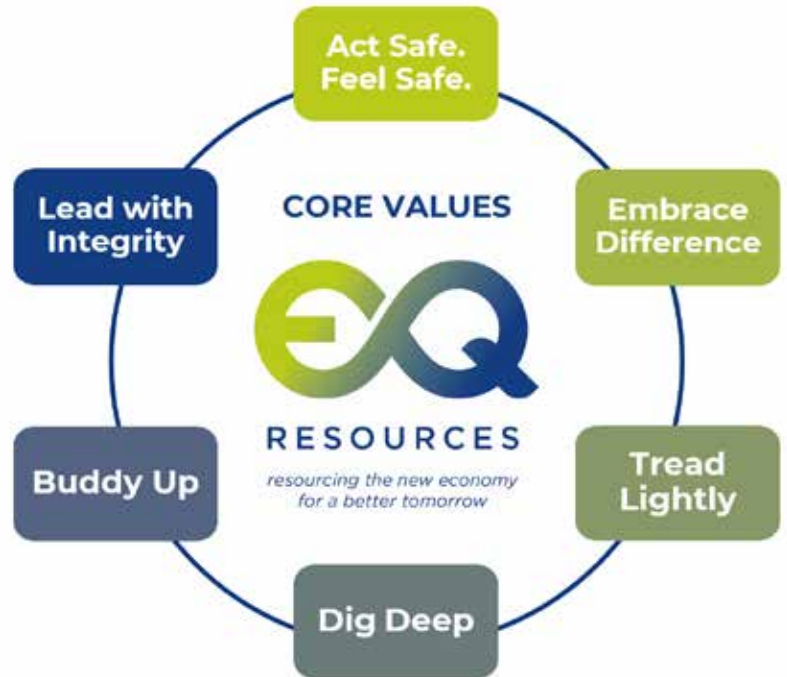 Act Safe.
Feel Safe.
Lead with
Integrity
CORE VALUES
Embrace
Difference
EQ
RESOURCES
resourcing the new economy
for a better tomorrow
Buddy Up
Tread
Lightly
Dig Deep